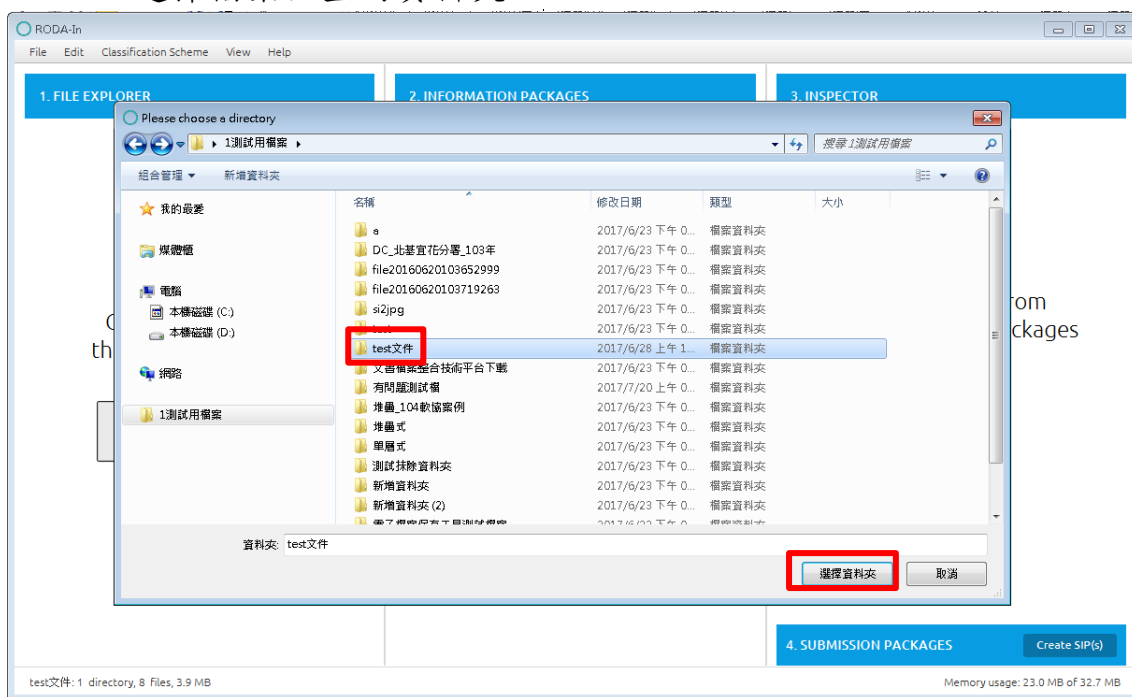 RODA-In
File Edit Classification Scheme View Help
1. FILE EXPLORER
2. INFORMATION PACKAGES
3. INSPECTOR
Please choose a directory
1測試用檔案
搜尋 1測試用檔案
組合管理
新增資料夾
我的最愛
媒體櫃
電腦
本機磁碟 (C:)
本機磁碟 (D:)
網路
1測試用檔案
名稱 修改日期 類型 大小
a 2017/6/23 下午 0... 檔案資料夾
DC_北基宜花分署_103年 2017/6/23 下午 0... 檔案資料夾
file20160620103652999 2017/6/23 下午 0... 檔案資料夾
file20160620103719263 2017/6/23 下午 0... 檔案資料夾
si2jpg 2017/6/23 下午 0... 檔案資料夾
2017/6/23 下午 0... 檔案資料夾
test文件 2017/6/28 上午 1... 檔案資料夾
文書檔案整合技術平台下載 2017/6/23 下午 0... 檔案資料夾
有問題測試檔 2017/7/20 上午 0... 檔案資料夾
堆疊_104軟協案例 2017/6/23 下午 0... 檔案資料夾
堆疊式 2017/6/23 下午 0... 檔案資料夾
單層式 2017/6/23 下午 0... 檔案資料夾
測試抹除資料夾 2017/6/23 下午 0... 檔案資料夾
新增資料夾 2017/6/23 下午 0... 檔案資料夾
新增資料夾 (2) 2017/6/23 下午 0... 檔案資料夾
rom
ckages
th
資料夾: test文件
選擇資料夾
取消
4. SUBMISSION PACKAGES
Create SIP(s)
test文件: 1 directory, 8 files, 3.9 MB
Memory usage: 23.0 MB of 32.7 MB